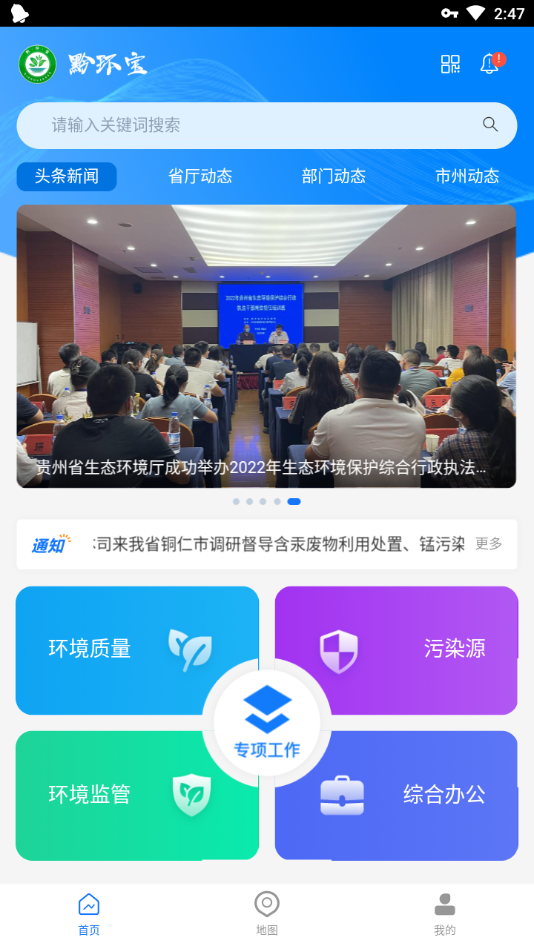 2:47
黔环宝
请输入关键词搜索
头条新闻 省厅动态 部门动态 市州动态
贵州省生态环境厅成功举办2022年生态环境保护综合行政执法...
通知 司来我省铜仁市调研督导含汞废物利用处置、锰污染 更多
环境质量 污染源
专项工作
环境监管 综合办公
首页 地图 我的